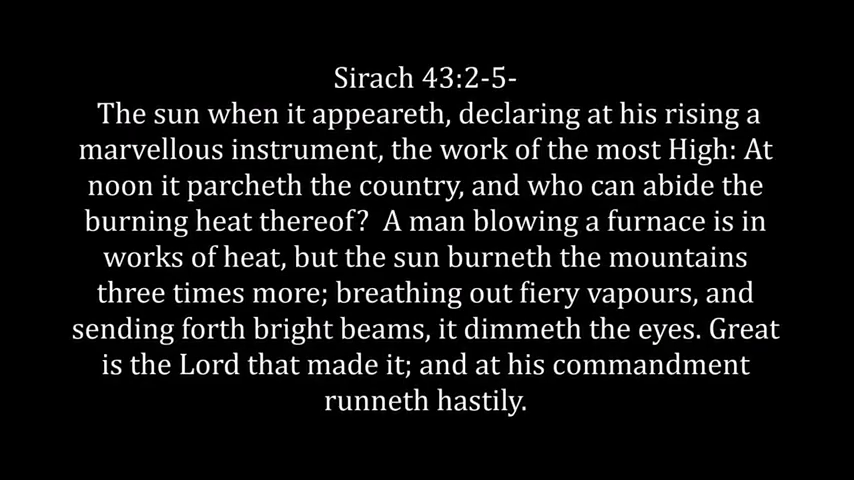 Sirach 43:2-5-
The sun when it appeareth, declaring at his rising a
marvellous instrument, the work of the most High: At
noon it parcheth the country, and who can abide the
burning heat thereof?  A man blowing a furnace is in
works of heat, but the sun burneth the mountains
three times more; breathing out fiery vapours, and
sending forth bright beams, it dimmeth the eyes. Great
is the Lord that made it; and at his commandment
runneth hastily.